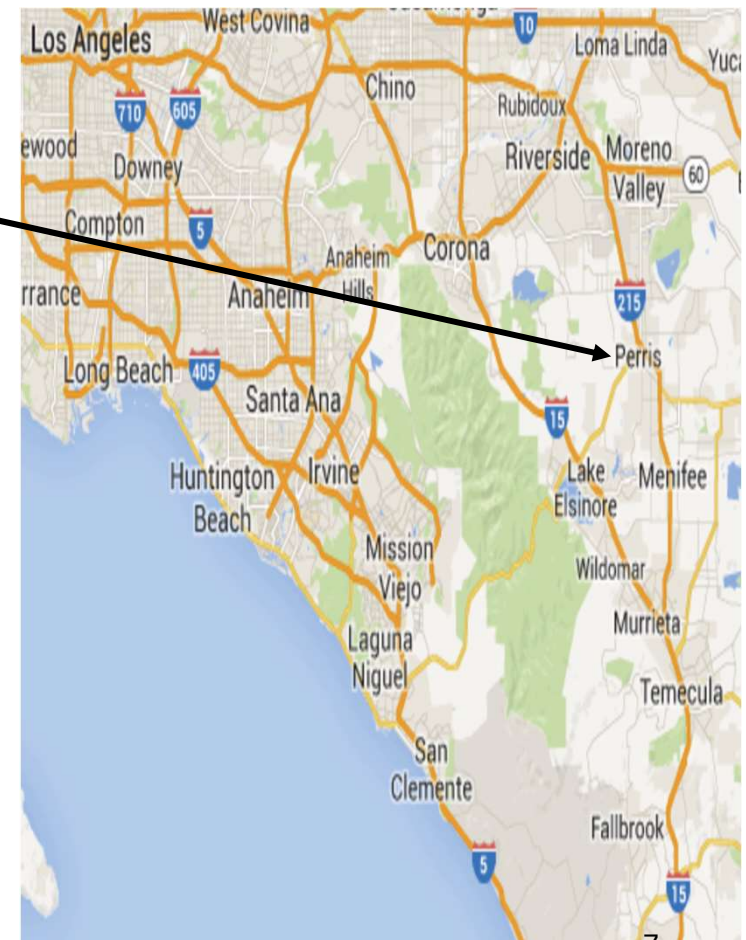 West Covina
10
Los Angeles
Loma Linda
Chino
710
605
Rubidoux
ewood
Downey
Riverside
Moreno
Valley
60
Compton
5
Anaheim
Hills
Corona
rrance
Anaheim
215
Perris
Long Beach
405
Santa Ana
15
Huntington
Beach
Irvine
Lake
Elsinore
Menifee
Mission
Viejo
Wildomar
Murrieta
Laguna
Niguel
Temecula
San
Clemente
Fallbrook
5
15